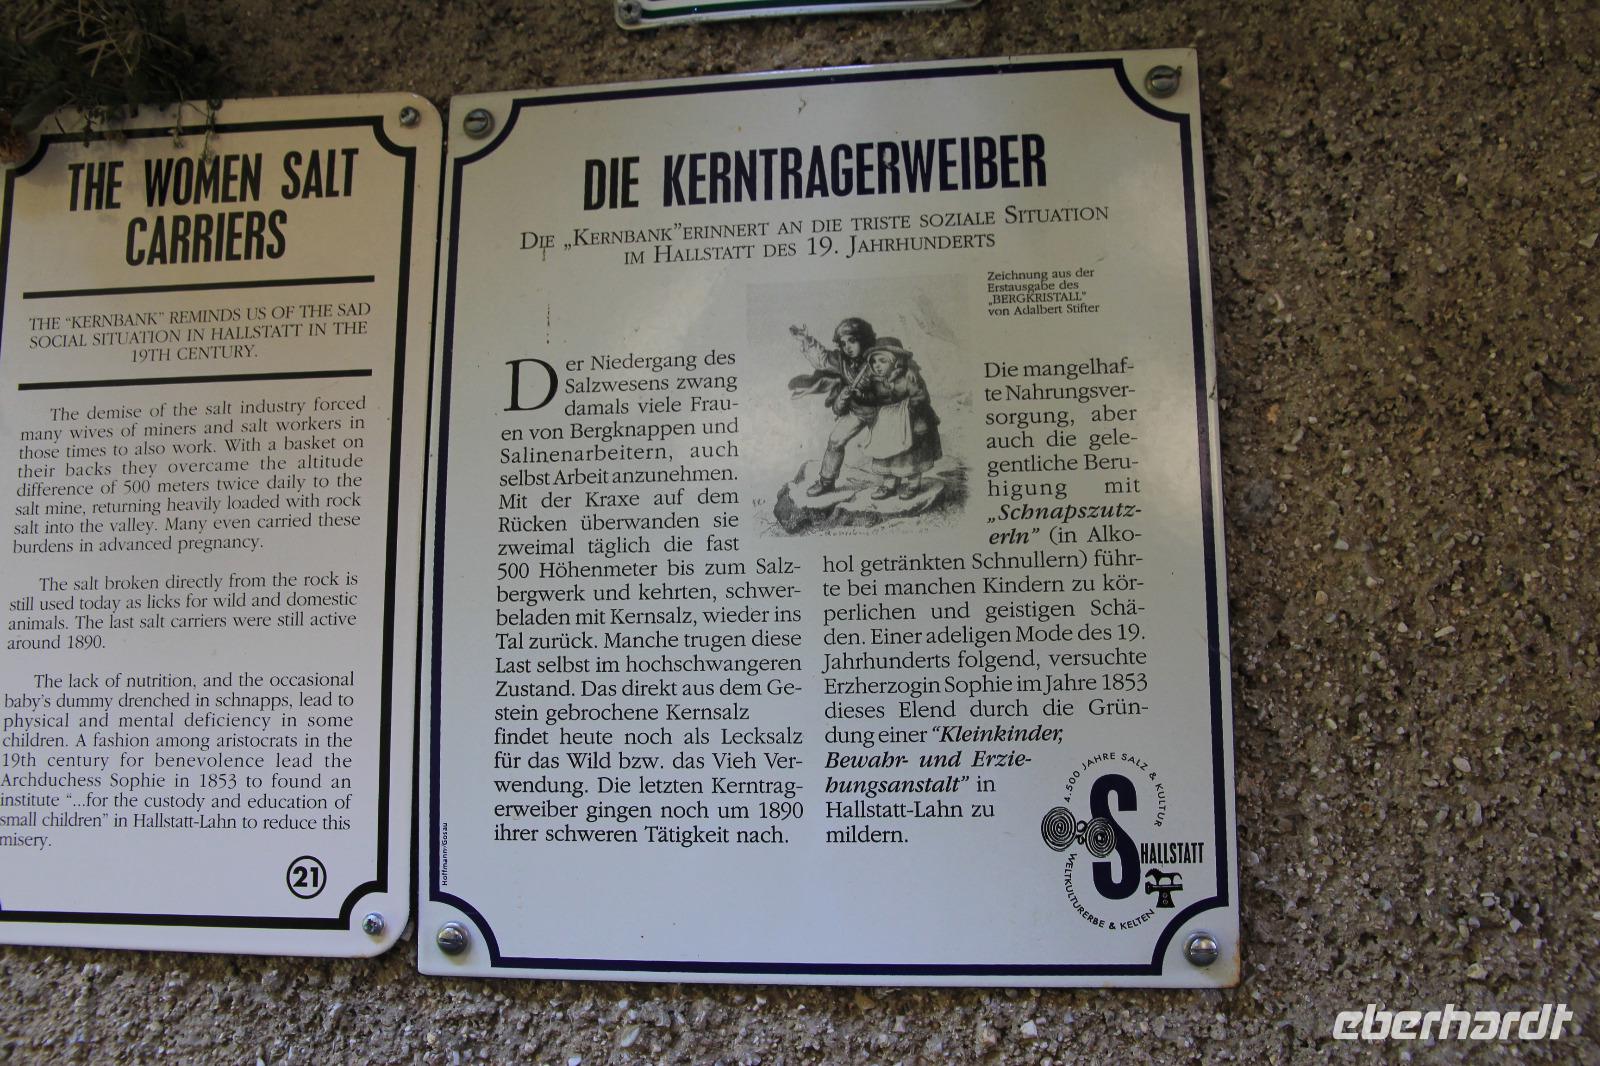 THE WOMEN SALT
CARRIERS
THE "KERNBANK" REMINDS US OF THE SAD
SOCIAL SITUATION IN HALLSTATT IN THE
19TH CENTURY.
The demise of the salt industry forced
many wives of miners and salt workers in
those times to also work. With a basket on
their backs they overcame the altitude
difference of 500 meters twice daily to the
salt mine, returning heavily loaded with rock
salt into the valley. Many even carried these
burdens in advanced pregnancy.
The salt broken directly from the rock is
still used today as licks for wild and domestic
animals. The last salt carriers were still active
around 1890.
The lack of nutrition, and the occasional
baby's dummy drenched in schnapps, lead to
physical and mental deficiency in some
children. A fashion among aristocrats in the
19th century for benevolence lead the
Archduchess Sophie in 1853 to found an
institute "...for the custody and education of
small children" in Hallstatt-Lahn to reduce this
misery.
21
DIE KERNTRAGERWEIBER
DIE „KERNBANK"ERINNERT AN DIE TRISTE SOZIALE SITUATION
IM HALLSTATT DES 19. JAHRHUNDERTS
Zeichnung aus der
Erstausgabe des
„BERGKRISTALL"
von Adalbert Stifter
Der Niedergang des
Salzwesens zwang
damals viele Frau-
en von Bergknappen und
Salinenarbeitern, auch
selbst Arbeit anzunehmen.
Mit der Kraxe auf dem
Rücken überwanden sie
zweimal täglich die fast
500 Höhenmeter bis zum Salz-
bergwerk und kehrten, schwer-
beladen mit Kernsalz, wieder ins
Tal zurück. Manche trugen diese
Last selbst im hochschwangeren
Zustand. Das direkt aus dem Ge-
stein gebrochene Kernsalz
findet heute noch als Lecksalz
für das Wild bzw. das Vieh Ver-
wendung. Die letzten Kerntrag-
erweiber gingen noch um 1890
ihrer schweren Tätigkeit nach.
Die mangelhaf-
te Nahrungsver-
sorgung, aber
auch die gele-
gentliche Beru-
higung mit
„Schnapszutz-
erln" (in Alko-
hol getränkten Schnullern) führ-
te bei manchen Kindern zu kör-
perlichen und geistigen Schä-
den. Einer adeligen Mode des 19.
Jahrhunderts folgend, versuchte
Erzherzogin Sophie im Jahre 1853
dieses Elend durch die Grün-
dung einer "Kleinkinder,
Bewahr- und Erzie-
hungsanstalt" in
Hallstatt-Lahn zu
mildern.
Hoffmann/Gosau
4.500 JAHRE SALZ & KULTUR
S
HALLSTATT
WELTKULTURERBE & KELTEN
eberhardt